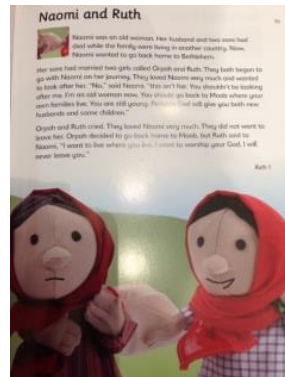 Naomi and Ruth
Naomi was an old woman. Her husband and two sons had
died while the family were living in another country. Now,
Naomi wanted to go back home to Bethlehem.
Her sons had married two girls called Orpah and Ruth. They both began to
go with Naomi on her journey. They loved Naomi very much and wanted
to look after her. "No," said Naomi, "this isn't fair. You shouldn't be looking
after me. I'm an old woman now. You should go back to Moab where your
own families live. You are still young. God will give you both new
husbands and some children."
Orpah and Ruth cried. They loved Naomi very much. They did not want to
leave her. Orpah decided to go back home to Moab, but Ruth said to
Naomi, "I want to live where you live. I want to worship your God. I will
never leave you."
Ruth 1